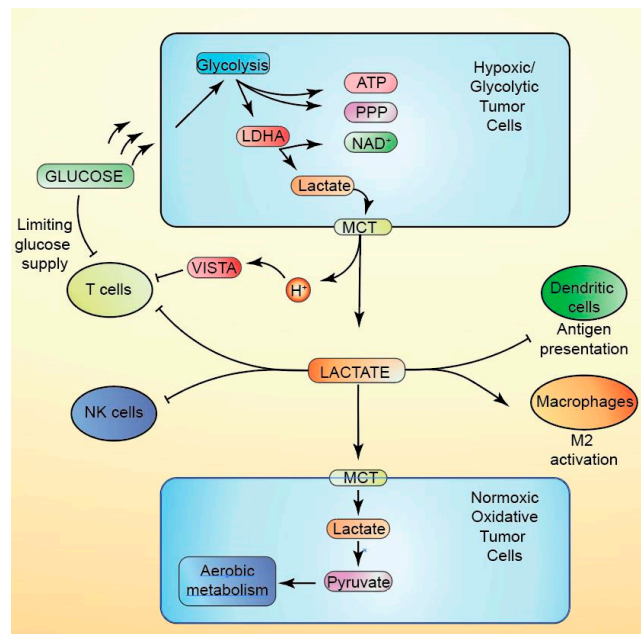 Glycolysis
ATP
PPP
LDHA
NAD⁺
Lactate
MCT
Hypoxic/
Glycolytic
Tumor
Cells
GLUCOSE
Limiting
glucose
supply
T cells
VISTA
H⁺
NK cells
LACTATE
Dendritic
cells
Antigen
presentation
Macrophages
M2
activation
MCT
Lactate
Pyruvate
Aerobic
metabolism
Normoxic
Oxidative
Tumor
Cells